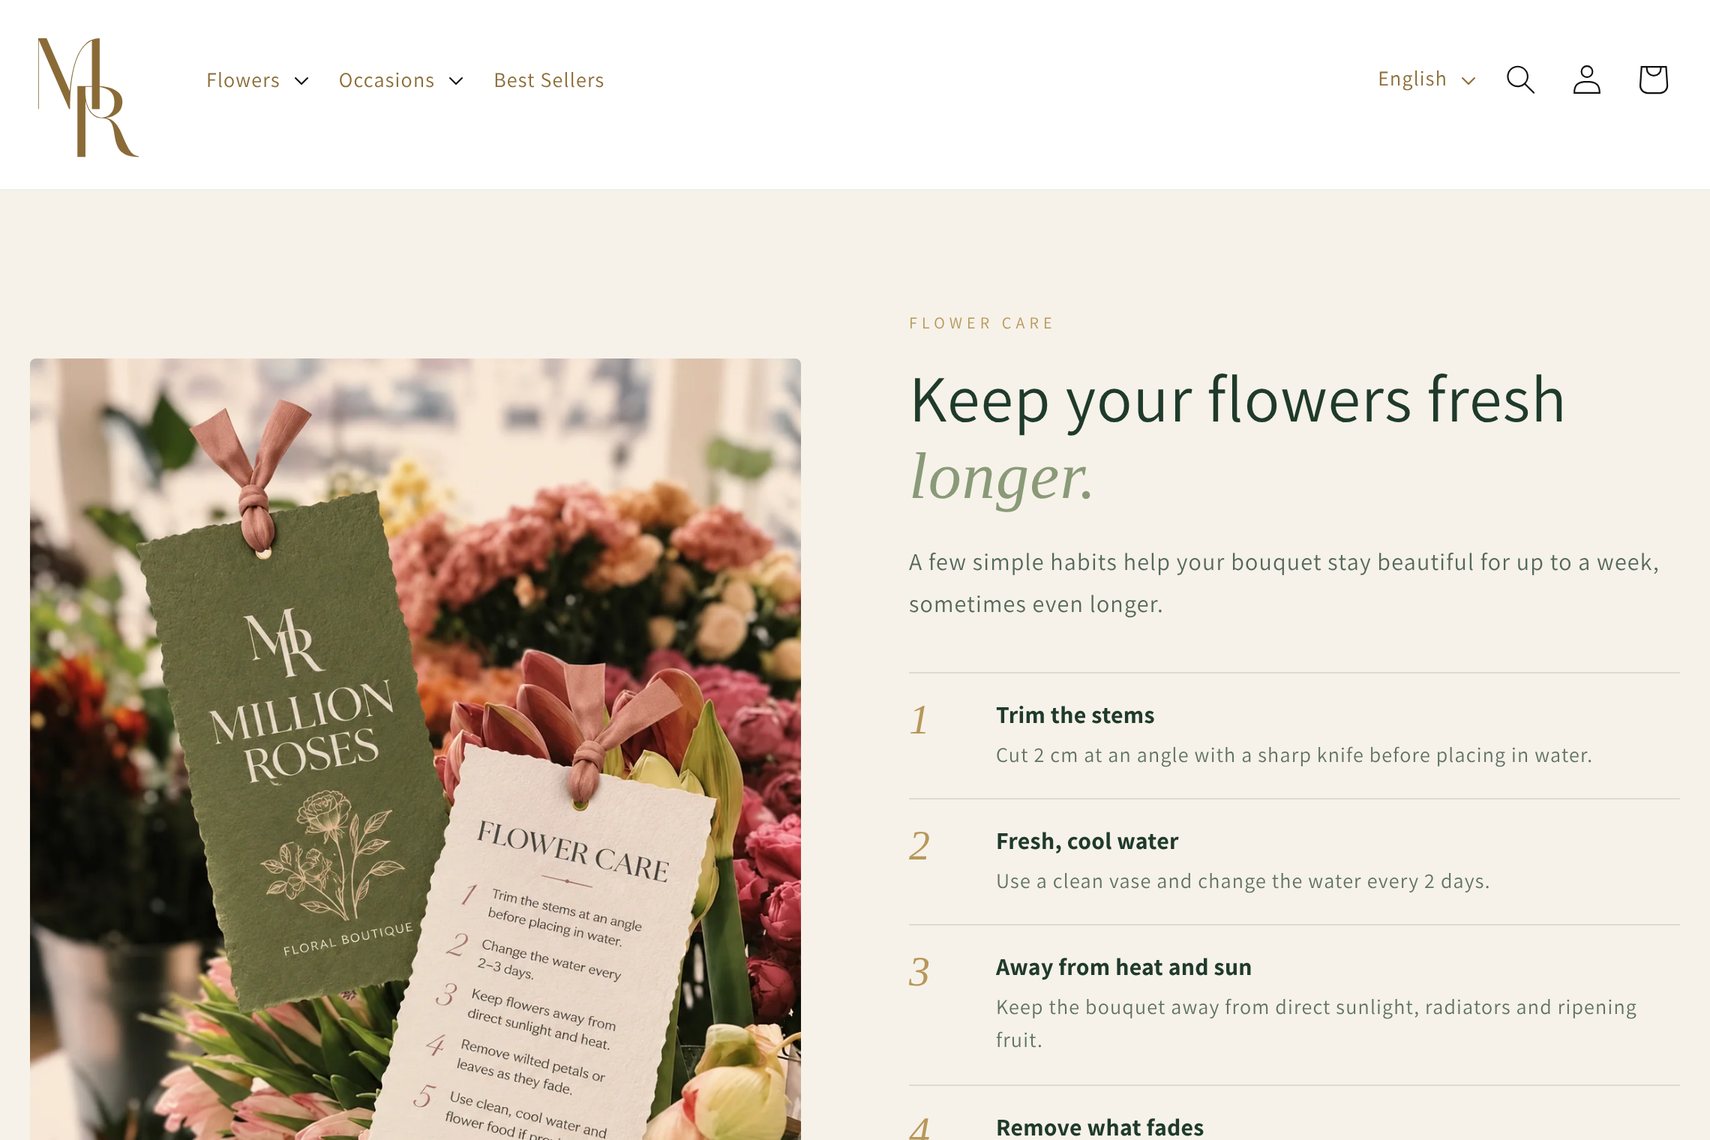 MR
Flowers
Occasions
Best Sellers
English
FLOWER CARE
Keep your flowers fresh
longer.
A few simple habits help your bouquet stay beautiful for up to a week,
sometimes even longer.
1
Trim the stems
Cut 2 cm at an angle with a sharp knife before placing in water.
2
Fresh, cool water
Use a clean vase and change the water every 2 days.
3
Away from heat and sun
Keep the bouquet away from direct sunlight, radiators and ripening
fruit.
4
Remove what fades
MR
MILLION
ROSES
FLORAL BOUTIQUE
FLOWER CARE
1 Trim the stems at an angle
before placing in water.
2 Change the water every
2–3 days.
3 Keep flowers away from
direct sunlight and heat.
4 Remove wilted petals or
leaves as they fade.
5 Use clean, cool water and
flower food if